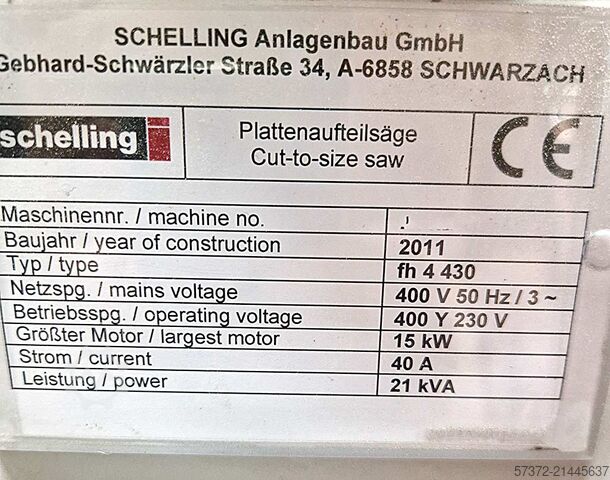 SCHELLING Anlagenbau GmbH
Gebhard-Schwärzler Straße 34, A-6858 SCHWARZACH
schelling
Plattenaufteilsäge
Cut-to-size saw
CE
Maschinennr. / machine no.
Baujahr / year of construction 2011
Typ / type fh 4 430
Netzspg. / mains voltage 400 V 50 Hz / 3 ~
Betriebsspg. / operating voltage 400 Y 230 V
Größter Motor / largest motor 15 kW
Strom / current 40 A
Leistung / power 21 kVA
57372-21445637